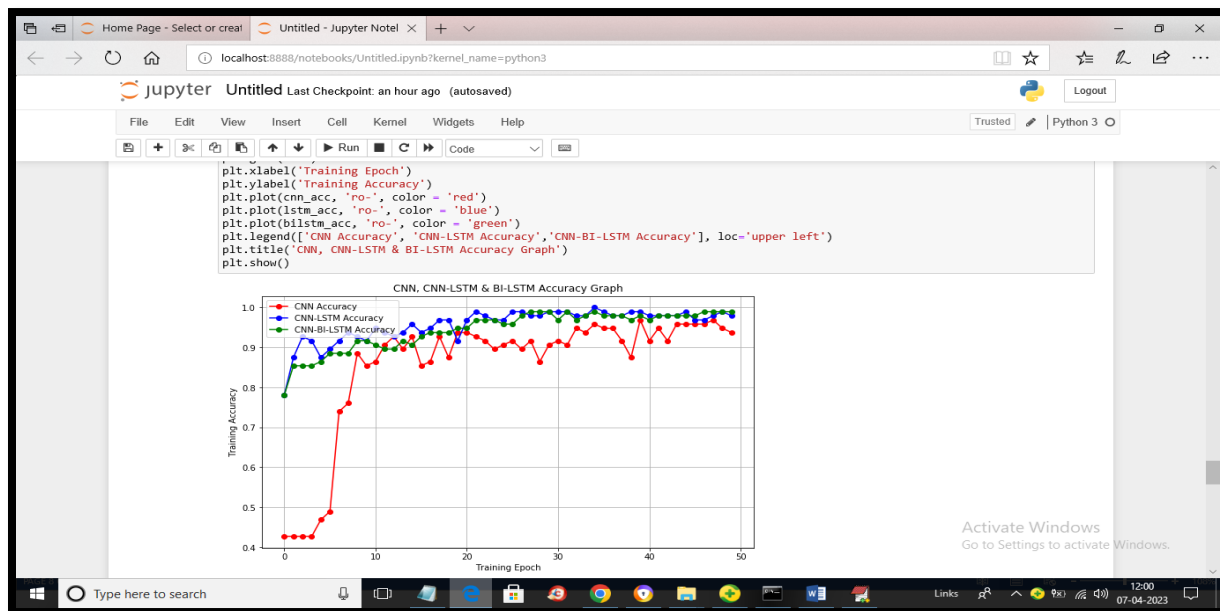 Home Page - Select or creat
Untitled - Jupyter Notel
localhost:8888/notebooks/Untitled.ipynb?kernel_name=python3
jupyter Untitled Last Checkpoint: an hour ago (autosaved)
Logout
File Edit View Insert Cell Kernel Widgets Help
Trusted Python 3
Run Code
plt.xlabel('Training Epoch')
plt.ylabel('Training Accuracy')
plt.plot(cnn_acc, 'ro-', color = 'red')
plt.plot(lstm_acc, 'ro-', color = 'blue')
plt.plot(bilstm_acc, 'ro-', color = 'green')
plt.legend(['CNN Accuracy', 'CNN-LSTM Accuracy','CNN-BI-LSTM Accuracy'], loc='upper left')
plt.title('CNN, CNN-LSTM & BI-LSTM Accuracy Graph')
plt.show()
CNN, CNN-LSTM & BI-LSTM Accuracy Graph
CNN Accuracy
CNN-LSTM Accuracy
CNN-BI-LSTM Accuracy
1.0
0.9
0.8
0.7
0.6
0.5
0.4
Training Accuracy
0 10 20 30 40 50
Training Epoch
Activate Windows
Go to Settings to activate Windows.
Type here to search
Links
12:00
07-04-2023